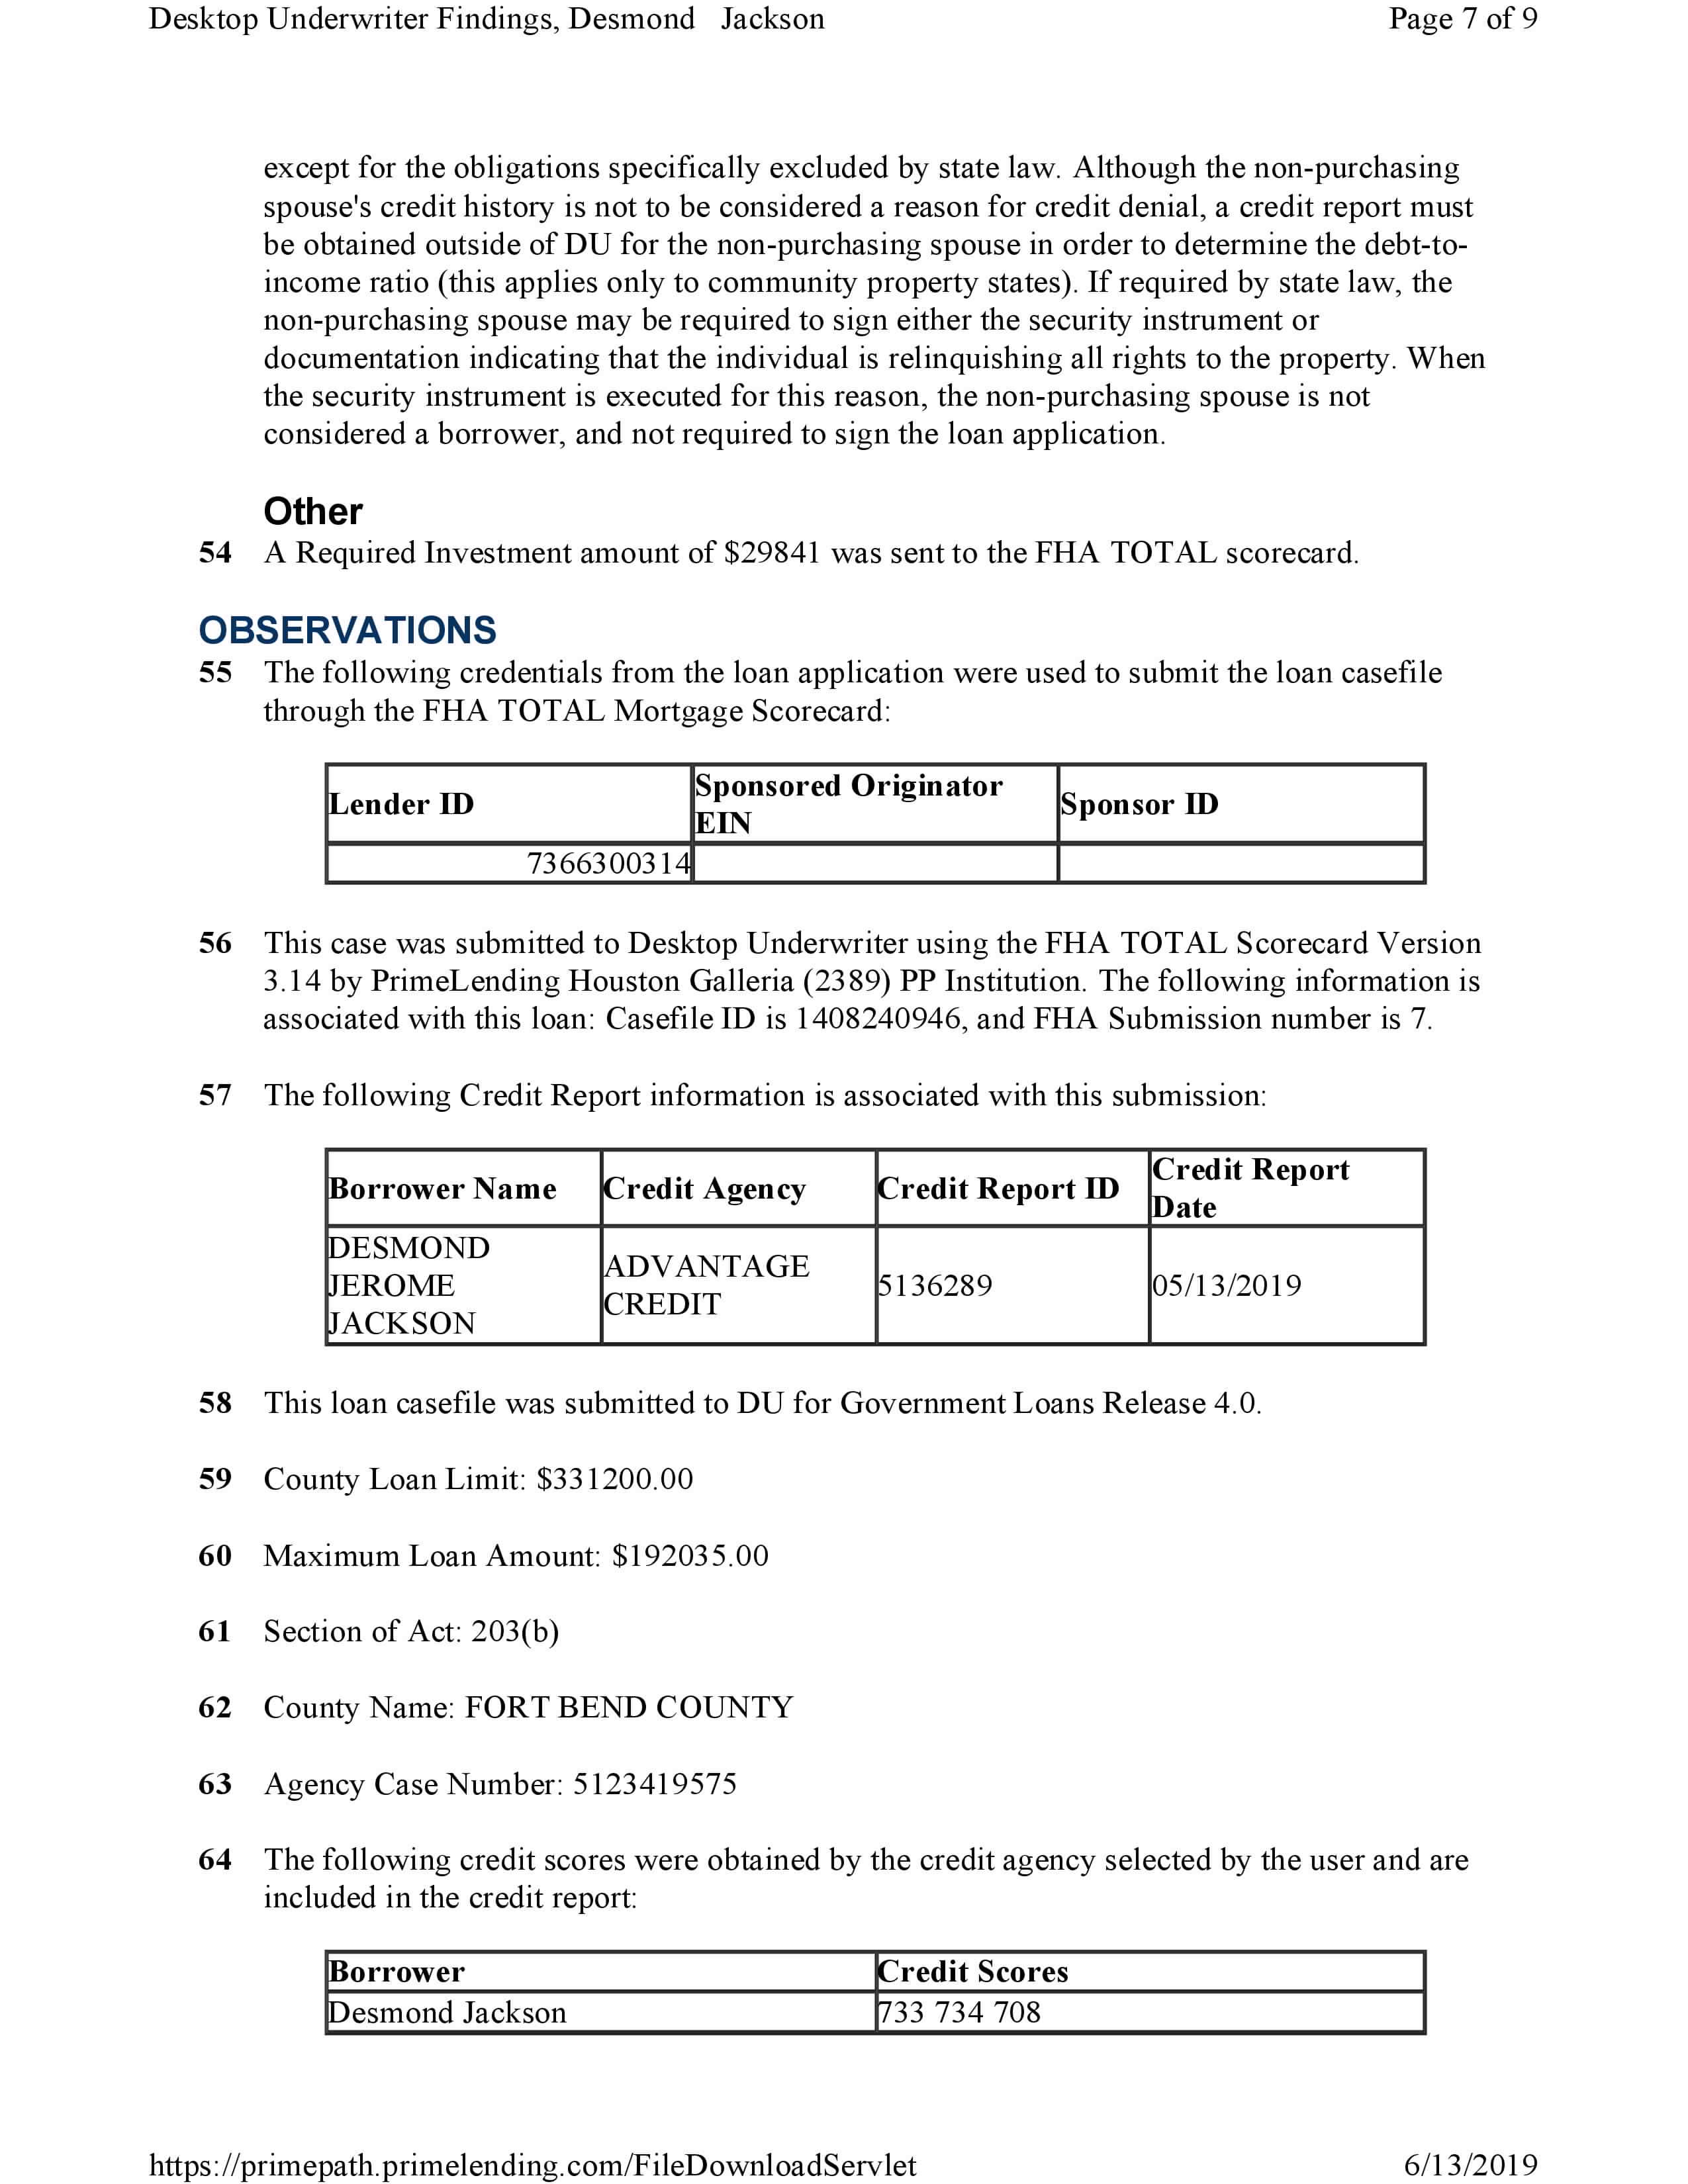 Desktop Underwriter Findings, Desmond Jackson Page 7 of 9
except for the obligations specifically excluded by state law. Although the non-purchasing
spouse's credit history is not to be considered a reason for credit denial, a credit report must
be obtained outside of DU for the non-purchasing spouse in order to determine the debt-to-
income ratio (this applies only to community property states). If required by state law, the
non-purchasing spouse may be required to sign either the security instrument or
documentation indicating that the individual is relinquishing all rights to the property. When
the security instrument is executed for this reason, the non-purchasing spouse is not
considered a borrower, and not required to sign the loan application.
Other
54 A Required Investment amount of $29841 was sent to the FHA TOTAL scorecard.
OBSERVATIONS
55 The following credentials from the loan application were used to submit the loan casefile
through the FHA TOTAL Mortgage Scorecard:
Lender ID
Sponsored Originator
EIN
Sponsor ID
7366300314
56 This case was submitted to Desktop Underwriter using the FHA TOTAL Scorecard Version
3.14 by PrimeLending Houston Galleria (2389) PP Institution. The following information is
associated with this loan: Casefile ID is 1408240946, and FHA Submission number is 7.
57 The following Credit Report information is associated with this submission:
Borrower Name
Credit Agency
Credit Report ID
Credit Report
Date
DESMOND
JEROME
JACKSON
ADVANTAGE
CREDIT
5136289
05/13/2019
58 This loan casefile was submitted to DU for Government Loans Release 4.0.
59 County Loan Limit: $331200.00
60 Maximum Loan Amount: $192035.00
61 Section of Act: 203(b)
62 County Name: FORT BEND COUNTY
63 Agency Case Number: 5123419575
64 The following credit scores were obtained by the credit agency selected by the user and are
included in the credit report:
Borrower Credit Scores
Desmond Jackson 733 734 708
https://primepath.primelending.com/FileDownloadServlet 6/13/2019